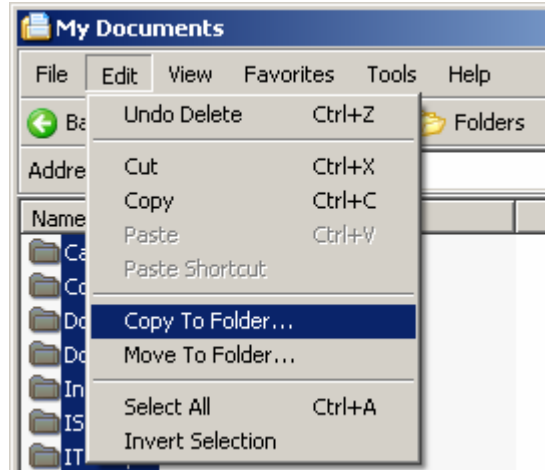 My Documents
File Edit View Favorites Tools Help
Undo Delete Ctrl+Z
Folders
Cut Ctrl+X
Copy Ctrl+C
Name
Paste Ctrl+V
Paste Shortcut
Copy To Folder...
Move To Folder...
Select All Ctrl+A
Invert Selection